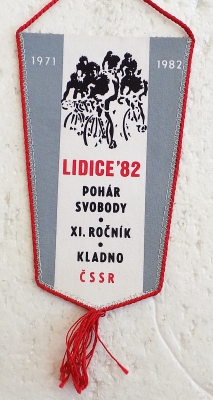 1971 1982
LIDICE '82
POHÁR
SVOBODY
•
XI. ROČNÍK
•
KLADNO
ČSSR